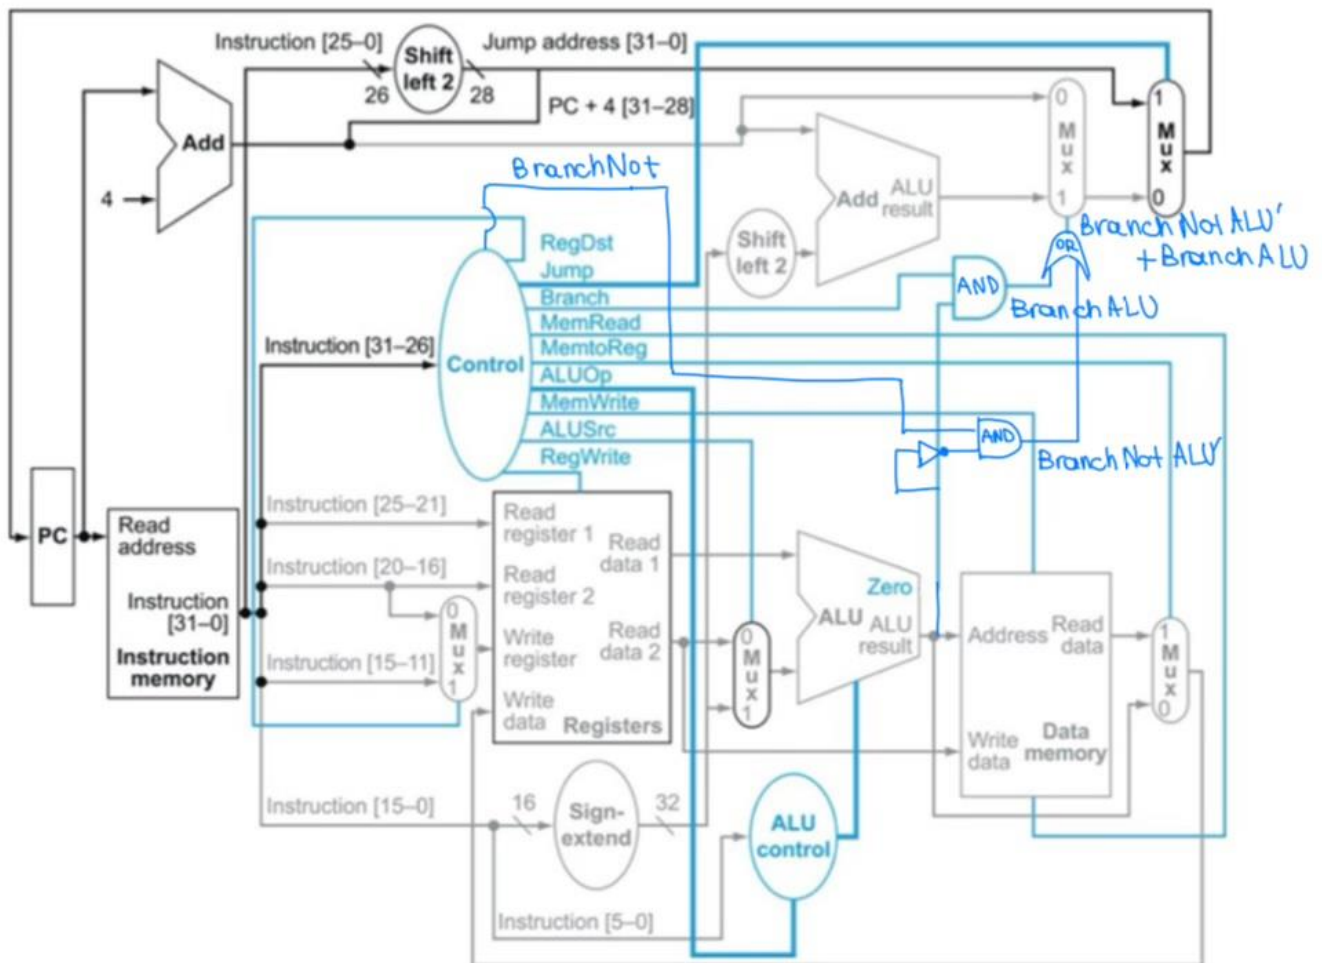 Instruction [25–0]
Shift
left 2
Jump address [31–0]
26
28
PC + 4 [31–28]
Add
4
BranchNot
0
M
u
x
1
1
M
u
x
0
Add
ALU
result
Shift
left 2
BranchNotALU'
+BranchALU
OR
AND
BranchALU
RegDst
Jump
Branch
MemRead
MemtoReg
ALUOp
MemWrite
ALUSrc
RegWrite
Control
Instruction [31–26]
AND
BranchNot ALU'
PC
Read
address
Instruction
[31–0]
Instruction
memory
Instruction [25–21]
Instruction [20–16]
Instruction [15–11]
0
M
u
x
1
Read
register 1
Read
data 1
Read
register 2
Write
register
Read
data 2
Write
data
Registers
0
M
u
x
1
Zero
ALU
ALU
result
Address
Read
data
Write
data
Data
memory
1
M
u
x
0
Instruction [15–0]
16
Sign-
extend
32
ALU
control
Instruction [5–0]